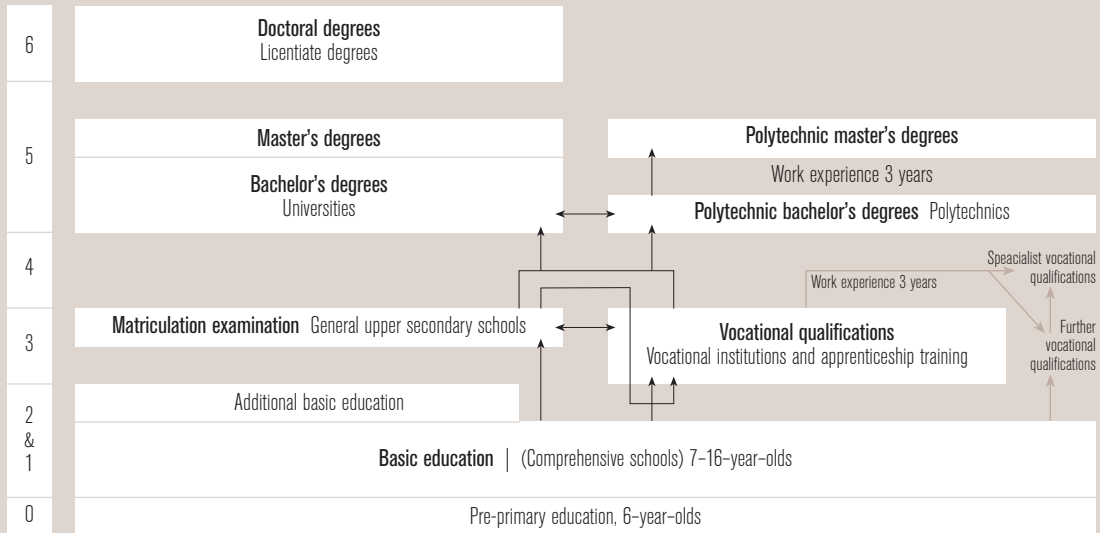 6
Doctoral degrees
Licentiate degrees
5
Master's degrees
Bachelor's degrees
Universities
Polytechnic master's degrees
Work experience 3 years
Polytechnic bachelor's degrees Polytechnics
4
Work experience 3 years
Speacialist vocational
qualifications
3
Matriculation examination General upper secondary schools
Vocational qualifications
Vocational institutions and apprenticeship training
Further
vocational
qualifications
2
&
1
Additional basic education
Basic education | (Comprehensive schools) 7–16–year–olds
0
Pre-primary education, 6–year–olds